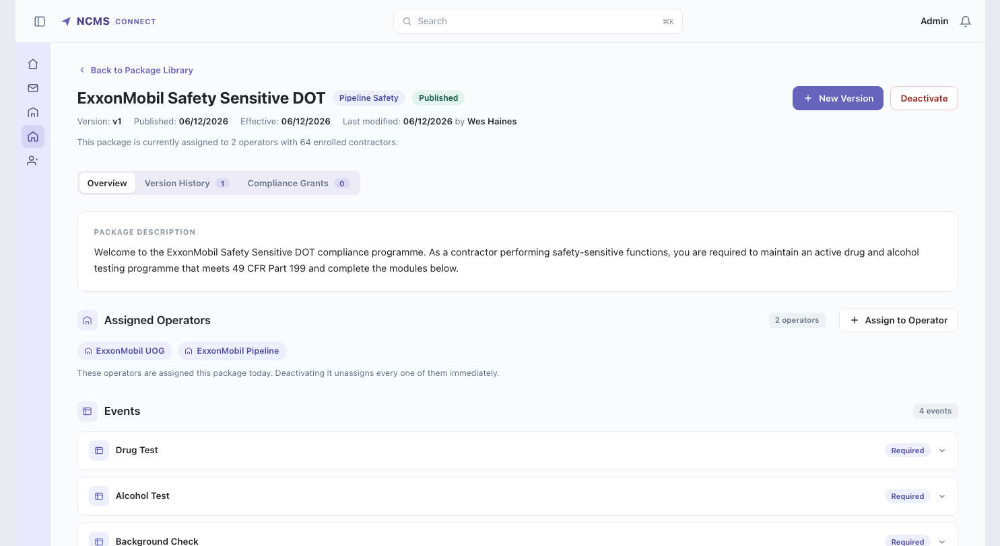 NCMS CONNECT
Search
⌘K
Admin
Back to Package Library
ExxonMobil Safety Sensitive DOT
Pipeline Safety
Published
New Version
Deactivate
Version: v1 Published: 06/12/2026 Effective: 06/12/2026 Last modified: 06/12/2026 by Wes Haines
This package is currently assigned to 2 operators with 64 enrolled contractors.
Overview
Version History 1
Compliance Grants 0
PACKAGE DESCRIPTION
Welcome to the ExxonMobil Safety Sensitive DOT compliance programme. As a contractor performing safety-sensitive functions, you are required to maintain an active drug and alcohol
testing programme that meets 49 CFR Part 199 and complete the modules below.
Assigned Operators
2 operators
Assign to Operator
ExxonMobil UOG
ExxonMobil Pipeline
These operators are assigned this package today. Deactivating it unassigns every one of them immediately.
Events
4 events
Drug Test
Required
Alcohol Test
Required
Background Check
Required